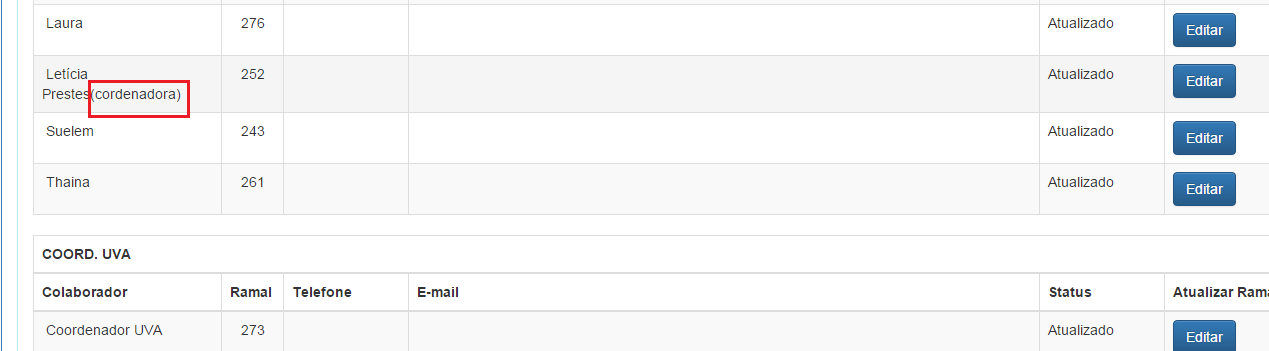 Laura 276 Atualizado Editar
Letícia 252 Atualizado Editar
Prestes(cordenadora)
Suelem 243 Atualizado Editar
Thaina 261 Atualizado Editar
COORD. UVA
Colaborador Ramal Telefone E-mail Status Atualizar Rama
Coordenador UVA 273 Atualizado Editar